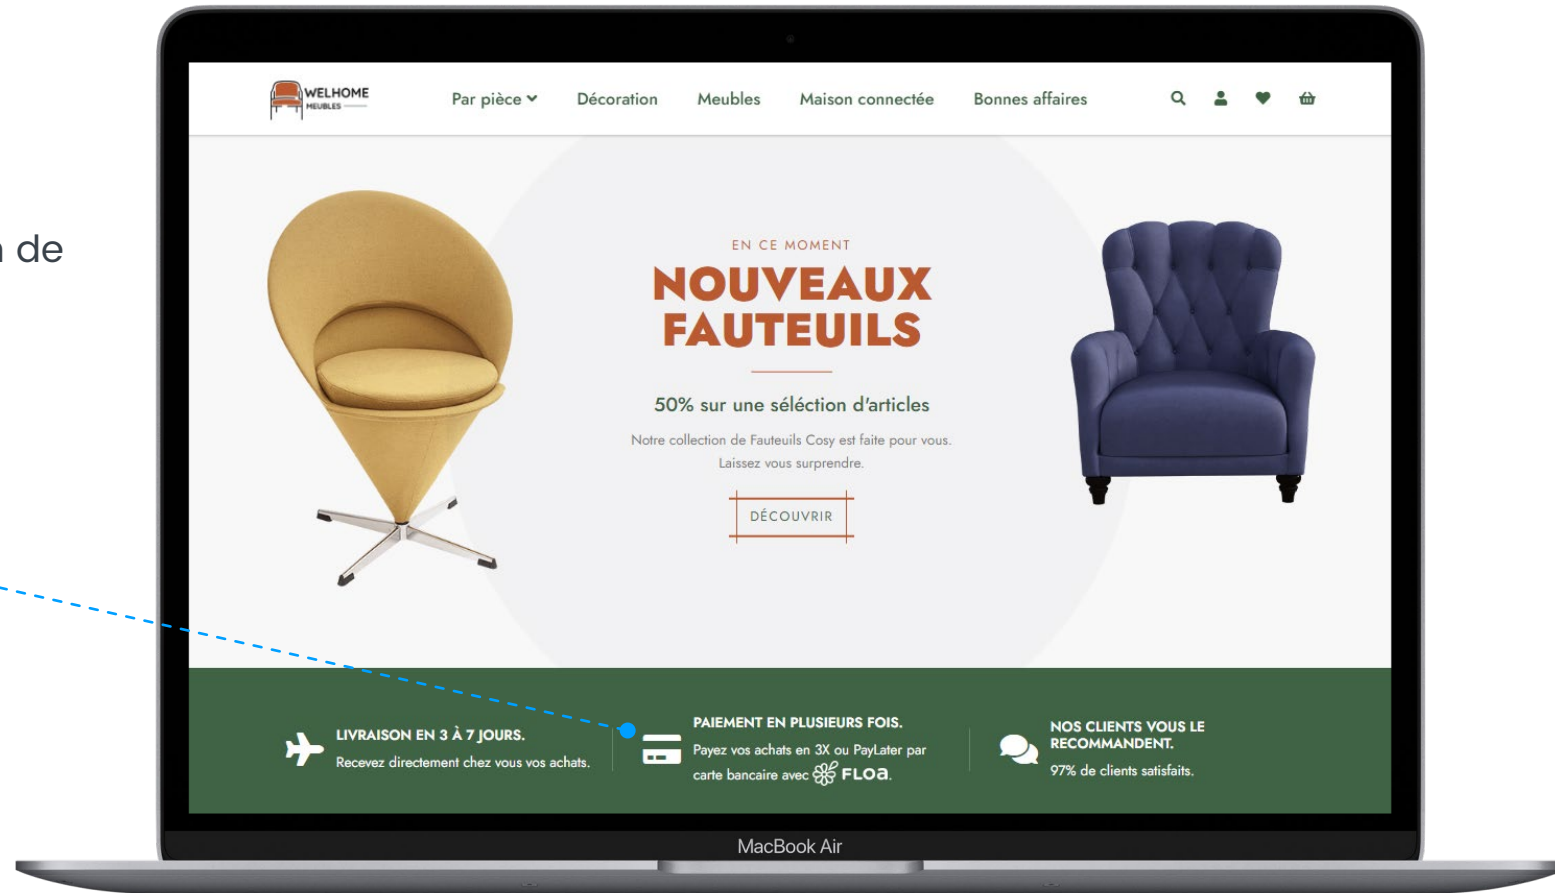 WELHOME
MEUBLES
Par pièce
Décoration
Meubles
Maison connectée
Bonnes affaires
de
EN CE MOMENT
NOUVEAUX
FAUTEUILS
50% sur une séléction d'articles
Notre collection de Fauteuils Cosy est faite pour vous.
Laissez vous surprendre.
DÉCOUVRIR
LIVRAISON EN 3 À 7 JOURS.
Recevez directement chez vous vos achats.
PAIEMENT EN PLUSIEURS FOIS.
Payez vos achats en 3X ou PayLater par
carte bancaire avec FLOa.
NOS CLIENTS VOUS LE
RECOMMANDENT.
97% de clients satisfaits.
MacBook Air